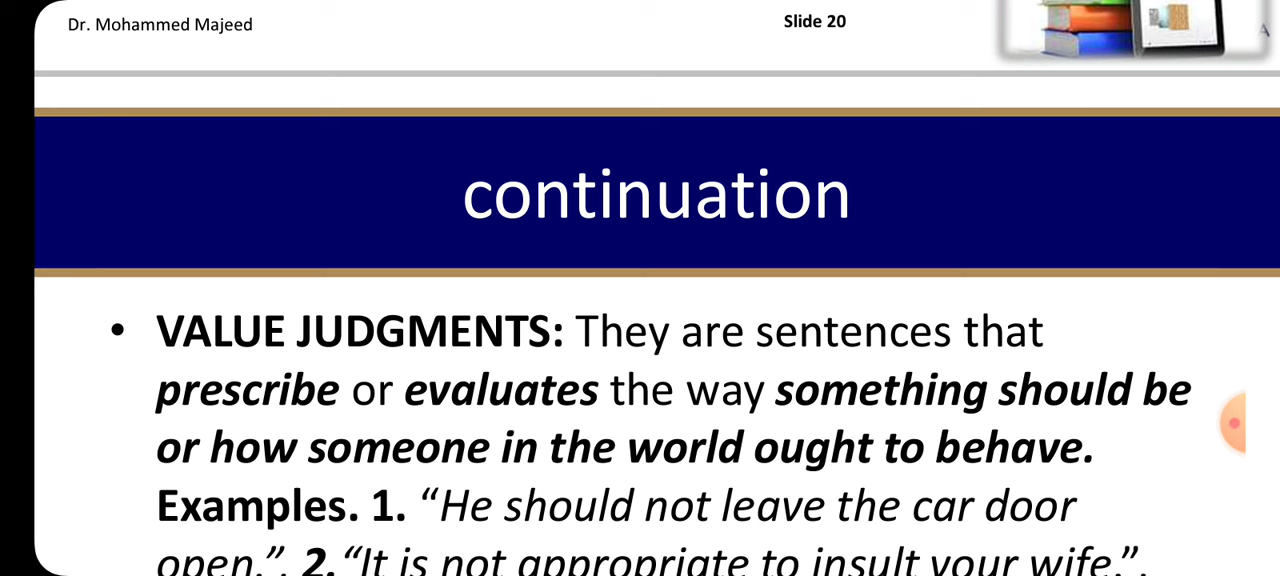 Dr. Mohammed Majeed
Slide 20
A
continuation
• VALUE JUDGMENTS: They are sentences that
prescribe or evaluates the way something should be
or how someone in the world ought to behave.
Examples. 1. “He should not leave the car door
open.”. 2.“It is not appropriate to insult your wife.”.